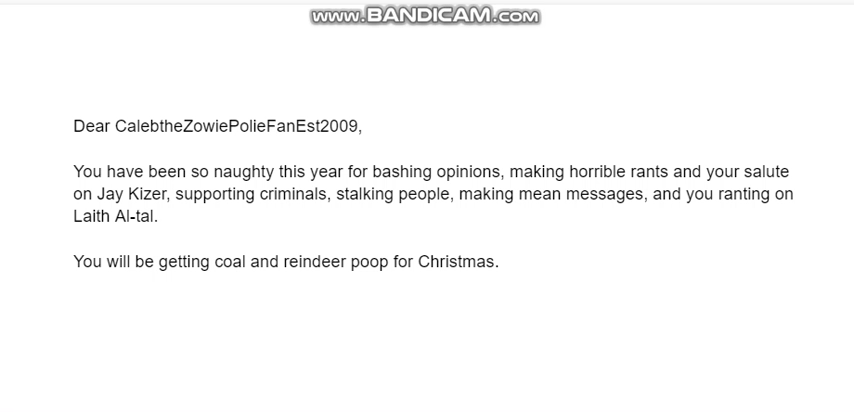 www.BANDICAM.com
Dear CalebtheZowiePolieFanEst2009,
You have been so naughty this year for bashing opinions, making horrible rants and your salute
on Jay Kizer, supporting criminals, stalking people, making mean messages, and you ranting on
Laith Al-tal.
You will be getting coal and reindeer poop for Christmas.